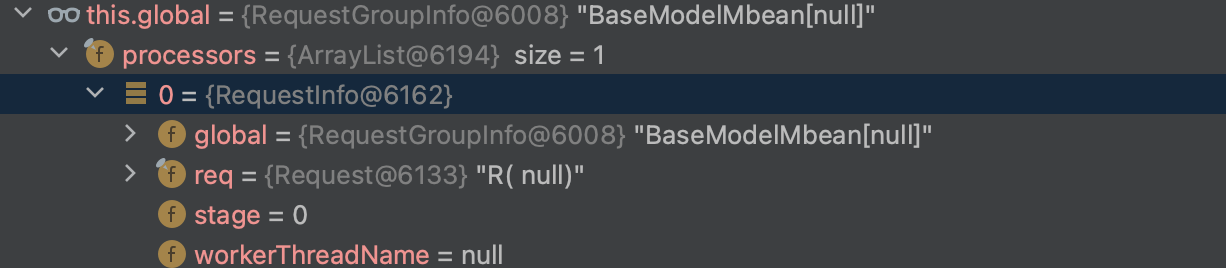 this.global = {RequestGroupInfo@6008} "BaseModelMbean[null]"
f processors = {ArrayList@6194} size = 1
0 = {RequestInfo@6162}
f global = {RequestGroupInfo@6008} "BaseModelMbean[null]"
f req = {Request@6133} "R( null)"
f stage = 0
f workerThreadName = null